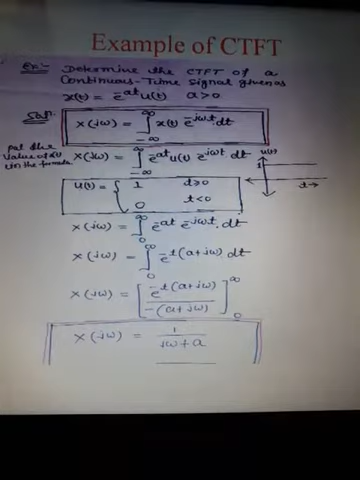 Example of CTFT
Ex:- Determine the CTFT of a
Continuous-Time signal given as
x(t) = e^-at u(t) a>0
Sol.
X(jω) = ∫_-∞^∞ x(t) e^-jωt. dt
put the value of x(t) in the formula
X(jω) = ∫_-∞^∞ e^-at u(t) e^-jωt. dt
u(t)
1
t→
u(t) = { 1 t≥0
0 t<0
X(jω) = ∫_0^∞ e^-at e^-jωt. dt
X(jω) = ∫_0^∞ e^-t(a+jω) dt
X(jω) = [ e^-t(a+jω) / -(a+jω) ]_0^∞
X(jω) = 1 / jω+a